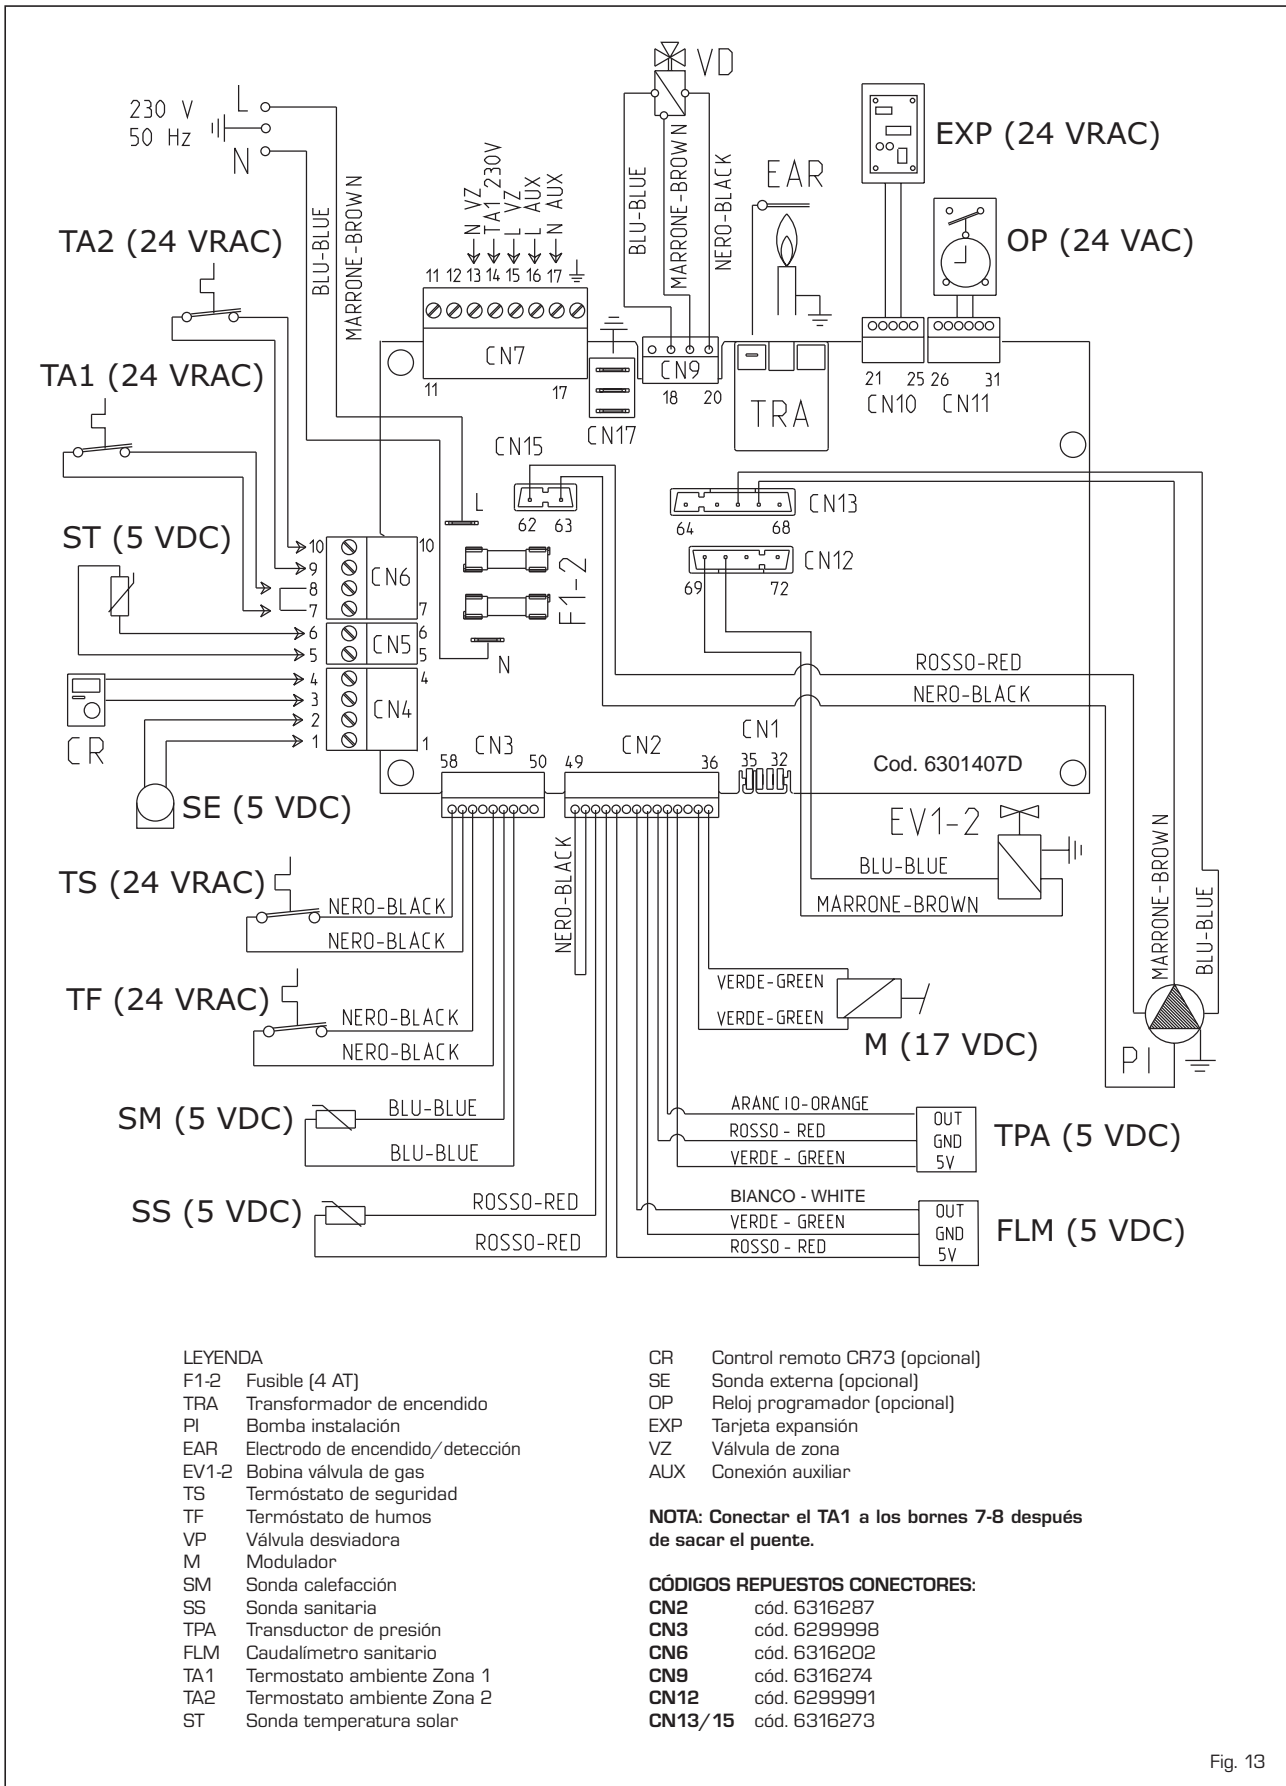 230 V
50 Hz
L
N
BLU-BLUE
MARRONE-BROWN
N VZ
TA1 230V
L VZ
L AUX
N AUX
11 12 13 14 15 16 17
CN7
11 17
VD
BLU-BLUE
MARRONE-BROWN
NERO-BLACK
EAR
EXP (24 VRAC)
OP (24 VAC)
TA2 (24 VRAC)
TA1 (24 VRAC)
ST (5 VDC)
CN17
CN9
18 20
TRA
21 25
CN10
26 31
CN11
CN15
62 63
L
F1-2
N
CN13
64 68
CN12
69 72
10
9
8
7
CN6
10
7
6
5
CN5
6
5
4
3
2
1
CN4
4
1
CR
SE (5 VDC)
ROSSO-RED
NERO-BLACK
CN3
58 50
CN2
49 36
CN1
35 32
Cod. 6301407D
EV1-2
BLU-BLUE
MARRONE-BROWN
MARRONE-BROWN
BLU-BLUE
PI
TS (24 VRAC)
NERO-BLACK
NERO-BLACK
NERO-BLACK
TF (24 VRAC)
NERO-BLACK
NERO-BLACK
VERDE-GREEN
VERDE-GREEN
M (17 VDC)
SM (5 VDC)
BLU-BLUE
BLU-BLUE
ARANCIO-ORANGE
ROSSO - RED
VERDE - GREEN
OUT
GND
5V
TPA (5 VDC)
SS (5 VDC)
ROSSO-RED
ROSSO-RED
BIANCO - WHITE
VERDE - GREEN
ROSSO - RED
OUT
GND
5V
FLM (5 VDC)
LEYENDA
F1-2 Fusible (4 AT)
TRA Transformador de encendido
PI Bomba instalación
EAR Electrodo de encendido/detección
EV1-2 Bobina válvula de gas
TS Termóstato de seguridad
TF Termóstato de humos
VP Válvula desviadora
M Modulador
SM Sonda calefacción
SS Sonda sanitaria
TPA Transductor de presión
FLM Caudalímetro sanitario
TA1 Termostato ambiente Zona 1
TA2 Termostato ambiente Zona 2
ST Sonda temperatura solar
CR Control remoto CR73 (opcional)
SE Sonda externa (opcional)
OP Reloj programador (opcional)
EXP Tarjeta expansión
VZ Válvula de zona
AUX Conexión auxiliar
NOTA: Conectar el TA1 a los bornes 7-8 después
de sacar el puente.
CÓDIGOS REPUESTOS CONECTORES:
CN2 cód. 6316287
CN3 cód. 6299998
CN6 cód. 6316202
CN9 cód. 6316274
CN12 cód. 6299991
CN13/15 cód. 6316273
Fig. 13